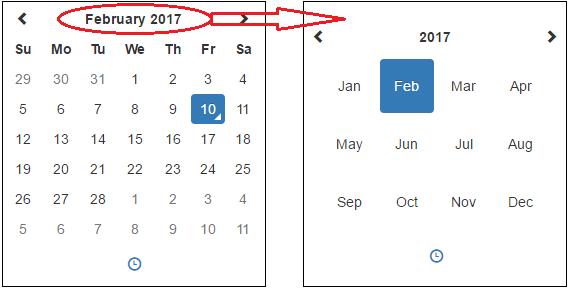 February 2017
Su Mo Tu We Th Fr Sa
29 30 31 1 2 3 4
5 6 7 8 9 10 11
12 13 14 15 16 17 18
19 20 21 22 23 24 25
26 27 28 1 2 3 4
5 6 7 8 9 10 11
2017
Jan Feb Mar Apr
May Jun Jul Aug
Sep Oct Nov Dec